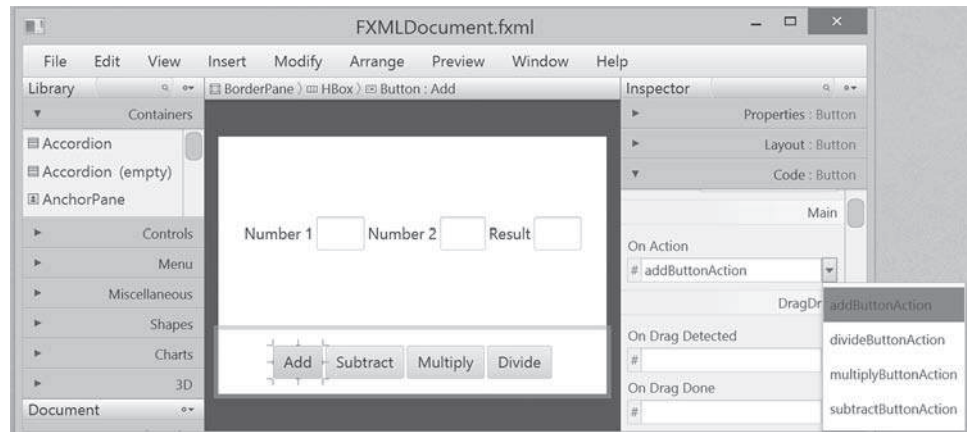 FXMLDocument.fxml
File Edit View Insert Modify Arrange Preview Window Help
Library
BorderPane HBox Button : Add
Inspector
Containers
Accordion
Accordion (empty)
AnchorPane
Controls
Menu
Miscellaneous
Shapes
Charts
3D
Document
Number 1
Number 2
Result
Add
Subtract
Multiply
Divide
Properties : Button
Layout : Button
Code : Button
Main
On Action
# addButtonAction
DragDr
On Drag Detected
#
On Drag Done
#
addButtonAction
divideButtonAction
multiplyButtonAction
subtractButtonAction